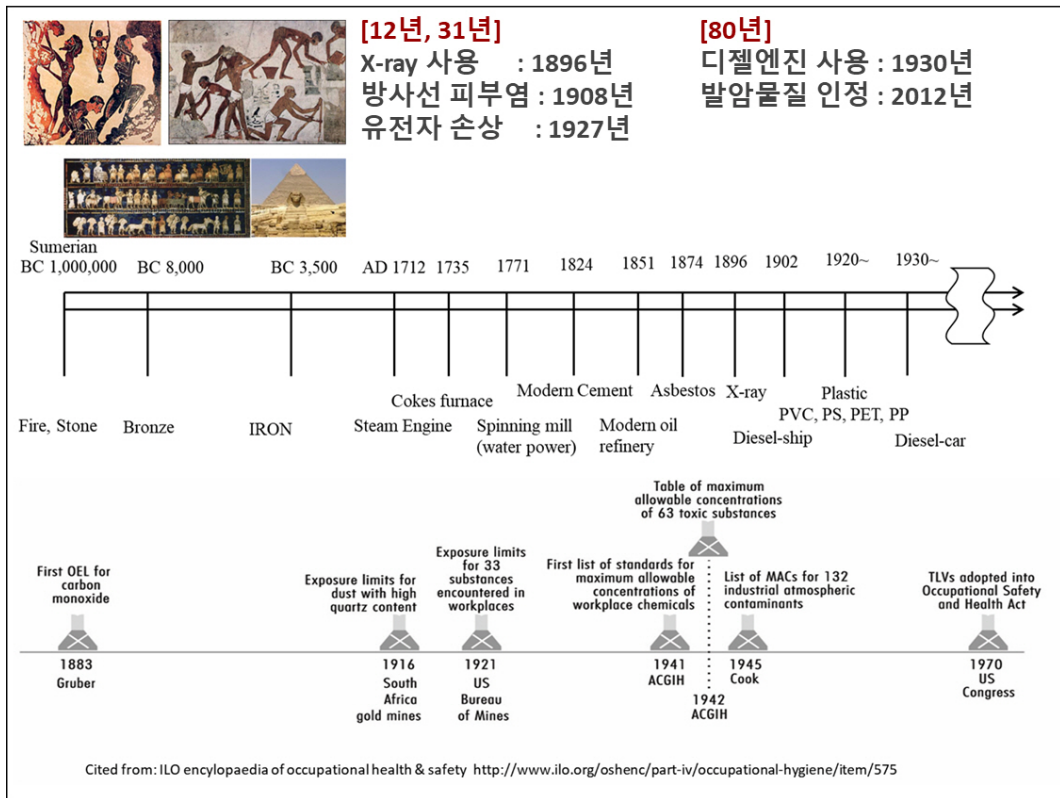 [12년, 31년]
X-ray 사용 : 1896년
방사선 피부염 : 1908년
유전자 손상 : 1927년
[80년]
디젤엔진 사용 : 1930년
발암물질 인정 : 2012년
Sumerian
BC 1,000,000 BC 8,000 BC 3,500 AD 1712 1735 1771 1824 1851 1874 1896 1902 1920~ 1930~
Fire, Stone
Bronze
IRON
Steam Engine
Cokes furnace
Spinning mill
(water power)
Modern Cement
Modern oil
refinery
Asbestos
X-ray
Diesel-ship
Plastic
PVC, PS, PET, PP
Diesel-car
First OEL for
carbon
monoxide
1883
Gruber
Exposure limits for
dust with high
quartz content
1916
South
Africa
gold mines
Exposure limits
for 33
substances
encountered in
workplaces
1921
US
Bureau
of Mines
First list of standards for
maximum allowable
concentrations of
workplace chemicals
1941
ACGIH
Table of maximum
allowable concentrations
of 63 toxic substances
1942
ACGIH
List of MACs for 132
industrial atmospheric
contaminants
1945
Cook
TLVs adopted into
Occupational Safety
and Health Act
1970
US
Congress
Cited from: ILO encylopaedia of occupational health & safety http://www.ilo.org/oshenc/part-iv/occupational-hygiene/item/575